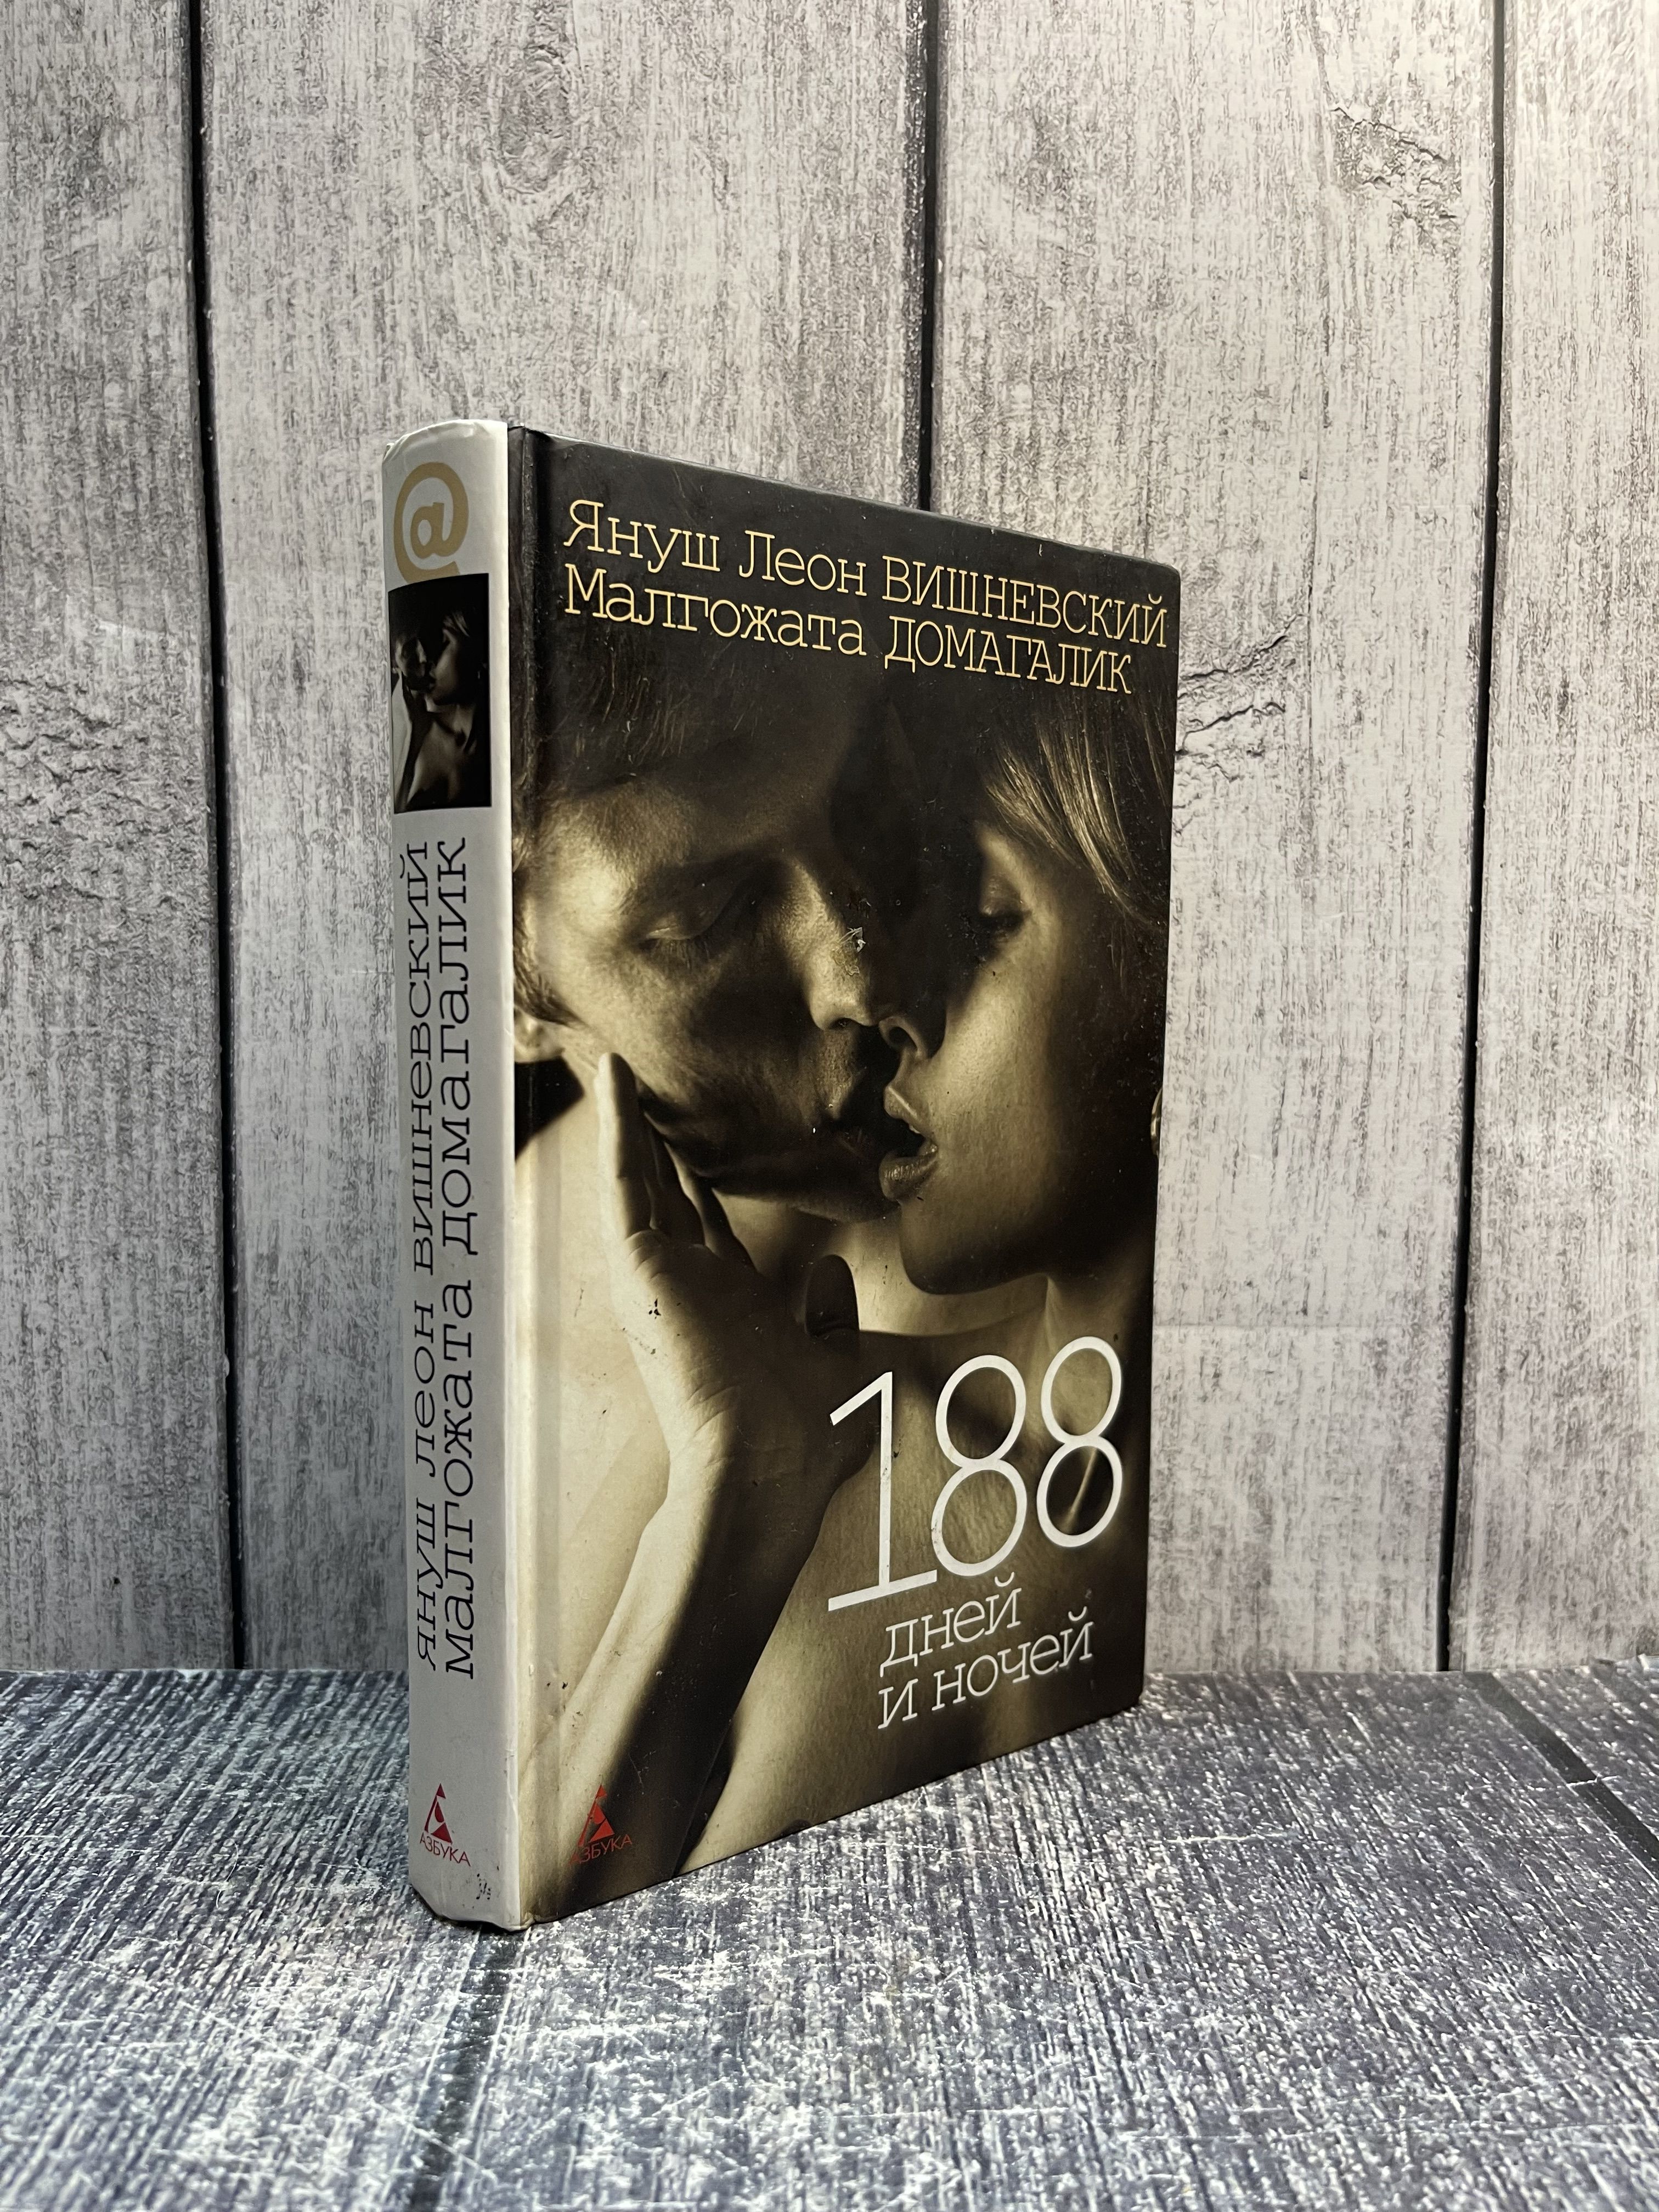 @
ЯНУШ ЛЕОН ВИШНЕВСКИЙ
МАЛГОЖАТА ДОМАГАЛИК
АЗБУКА
Януш Леон ВИШНЕВСКИЙ
Малгожата ДОМАГАЛИК
188
дней
и ночей
АЗБУКА